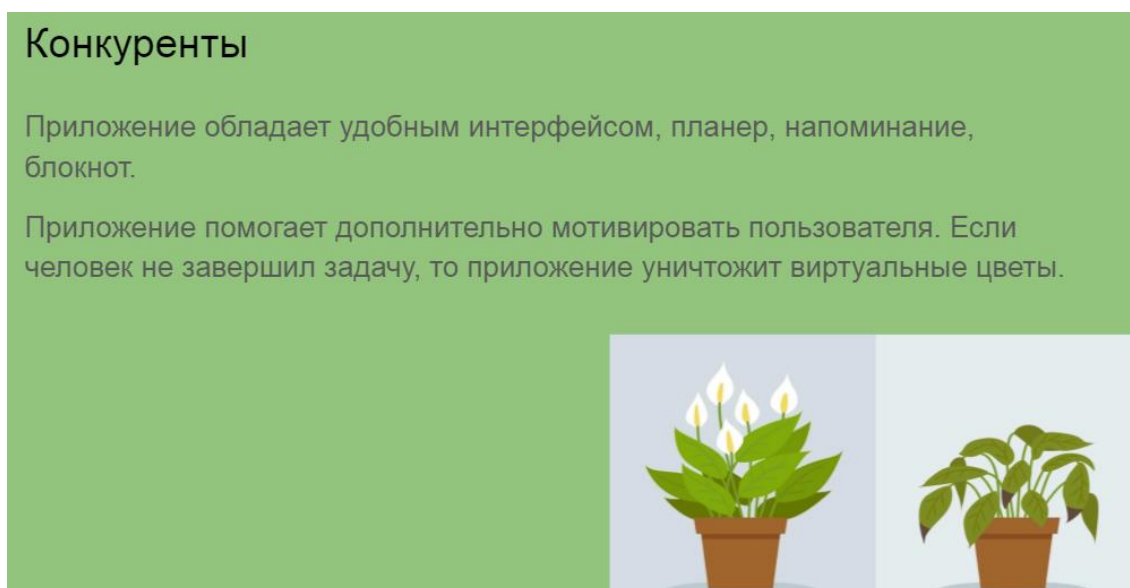 Конкуренты
Приложение обладает удобным интерфейсом, планер, напоминание,
блокнот.
Приложение помогает дополнительно мотивировать пользователя. Если
человек не завершил задачу, то приложение уничтожит виртуальные цветы.